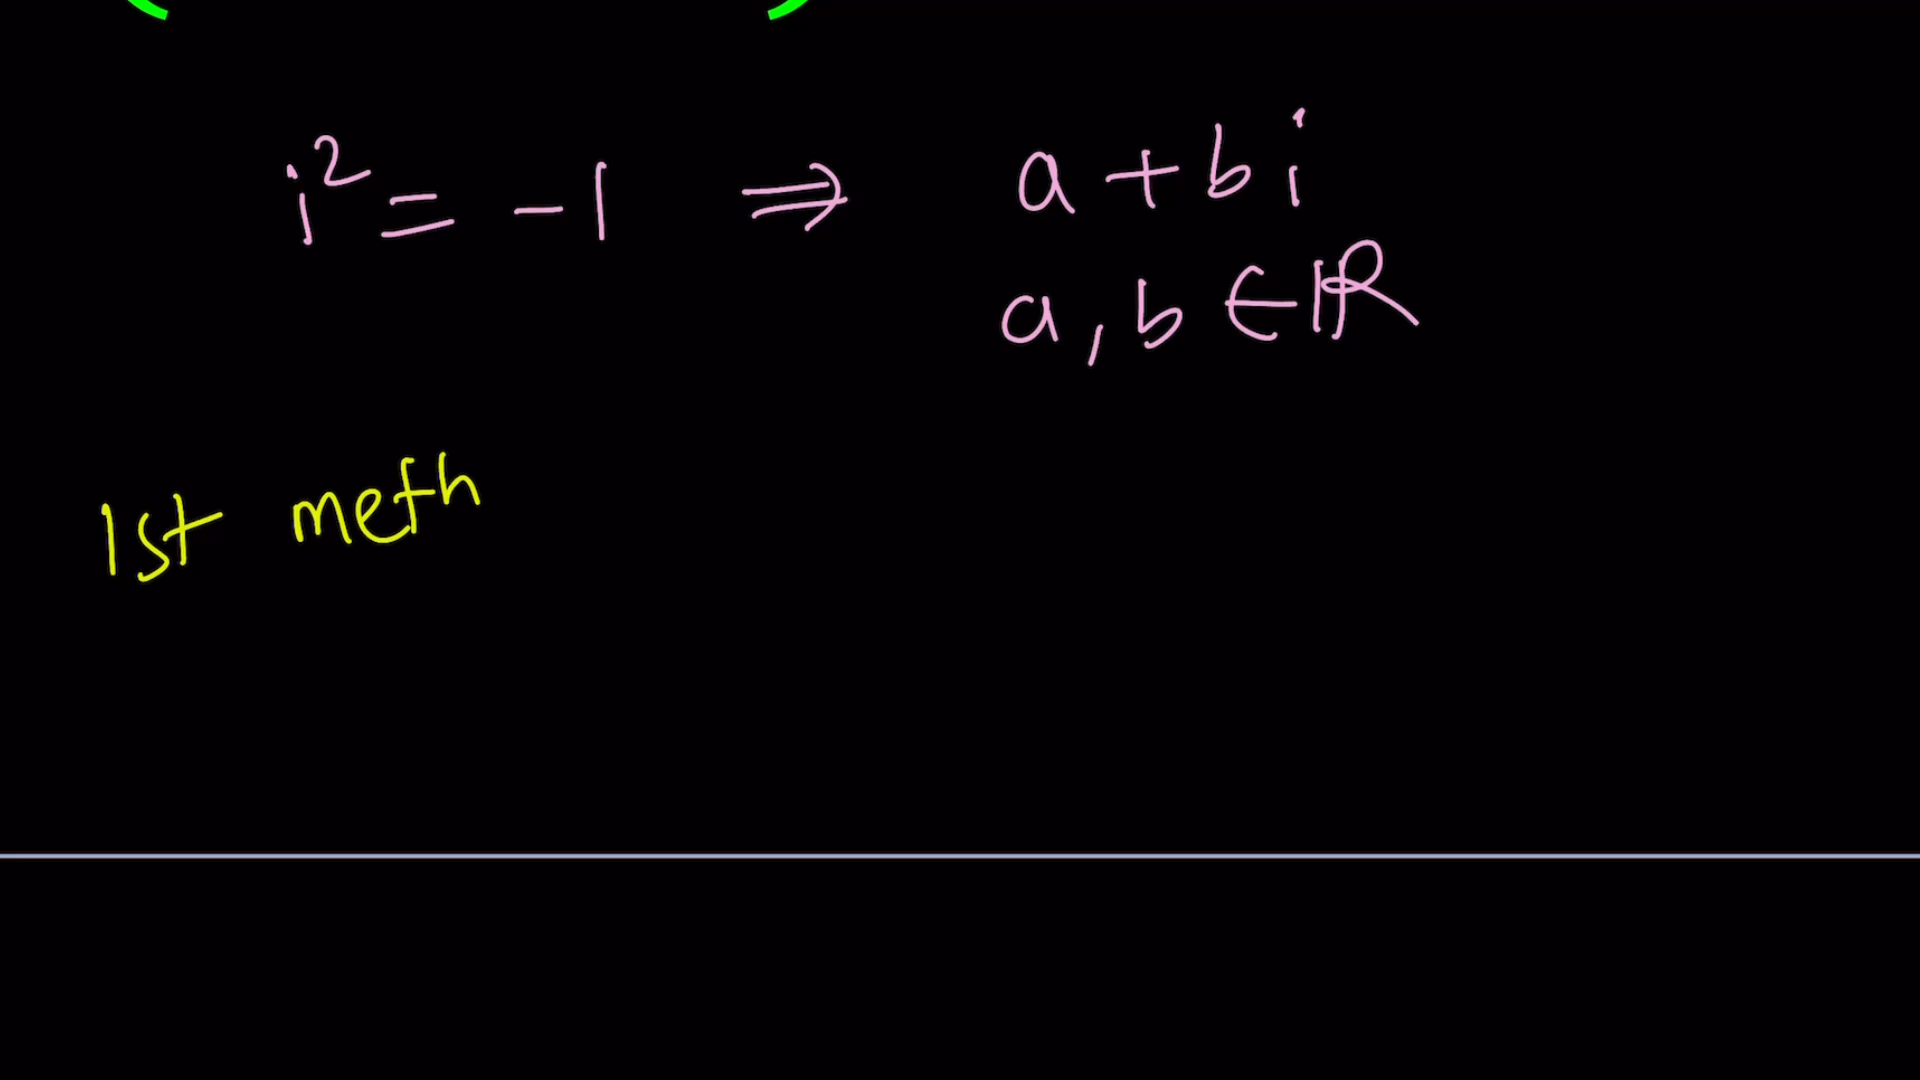 i² = -1 ⇒ a + bi
a, b ∈ ℝ
1st meth